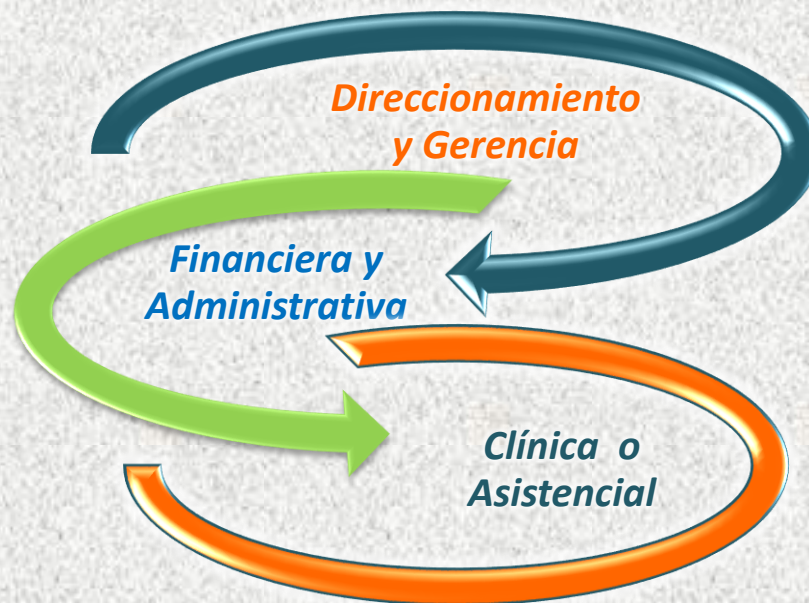 Direccionamiento
y Gerencia
Financiera y
Administrativa
Clínica o
Asistencial